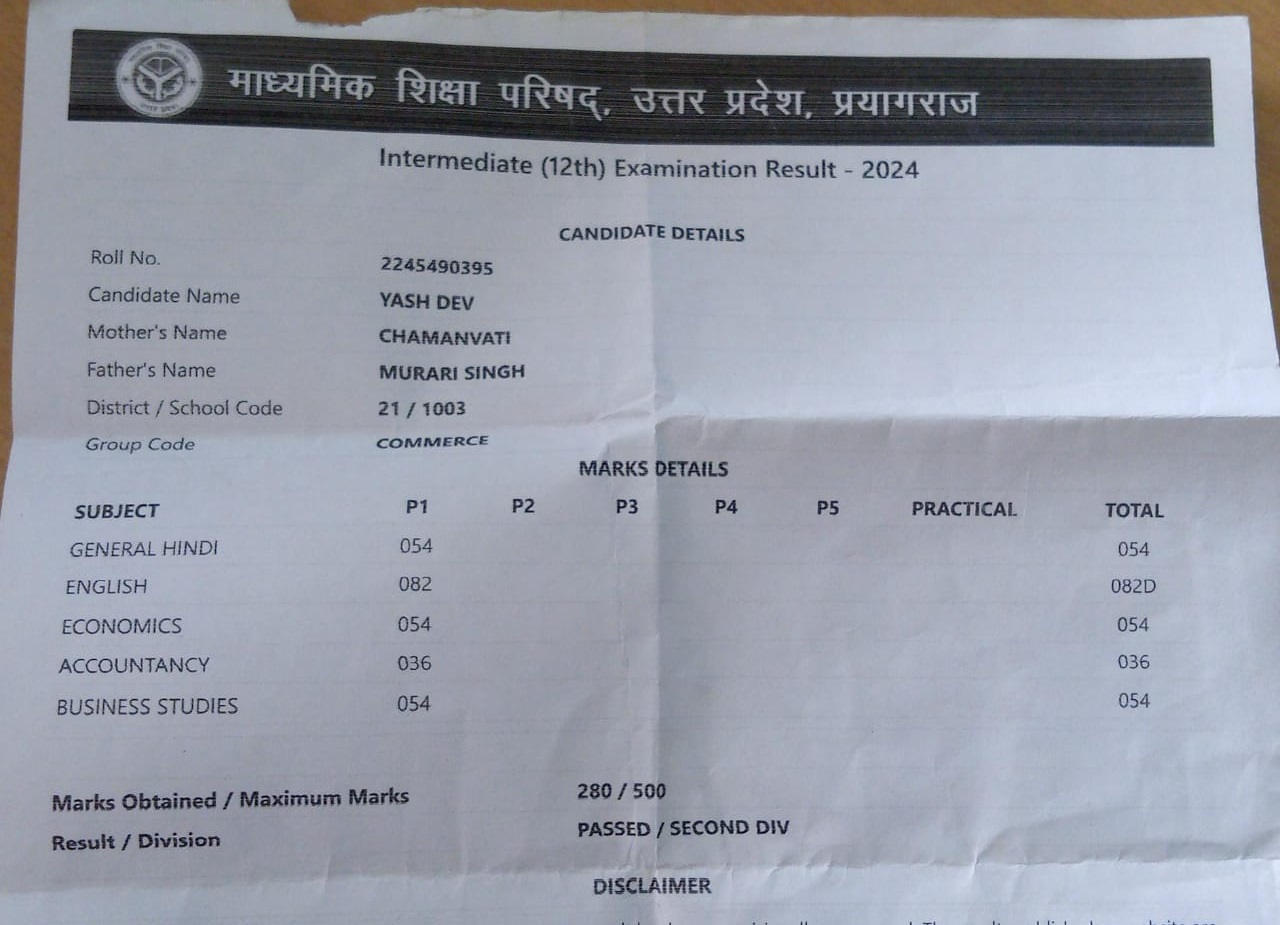 माध्यमिक शिक्षा परिषद्, उत्तर प्रदेश, प्रयागराज
Intermediate (12th) Examination Result - 2024
CANDIDATE DETAILS
Roll No. 2245490395
Candidate Name YASH DEV
Mother's Name CHAMANVATI
Father's Name MURARI SINGH
District / School Code 21 / 1003
Group Code COMMERCE
MARKS DETAILS
SUBJECT P1 P2 P3 P4 P5 PRACTICAL TOTAL
GENERAL HINDI 054 054
ENGLISH 082 082D
ECONOMICS 054 054
ACCOUNTANCY 036 036
BUSINESS STUDIES 054 054
Marks Obtained / Maximum Marks 280 / 500
Result / Division PASSED / SECOND DIV
DISCLAIMER